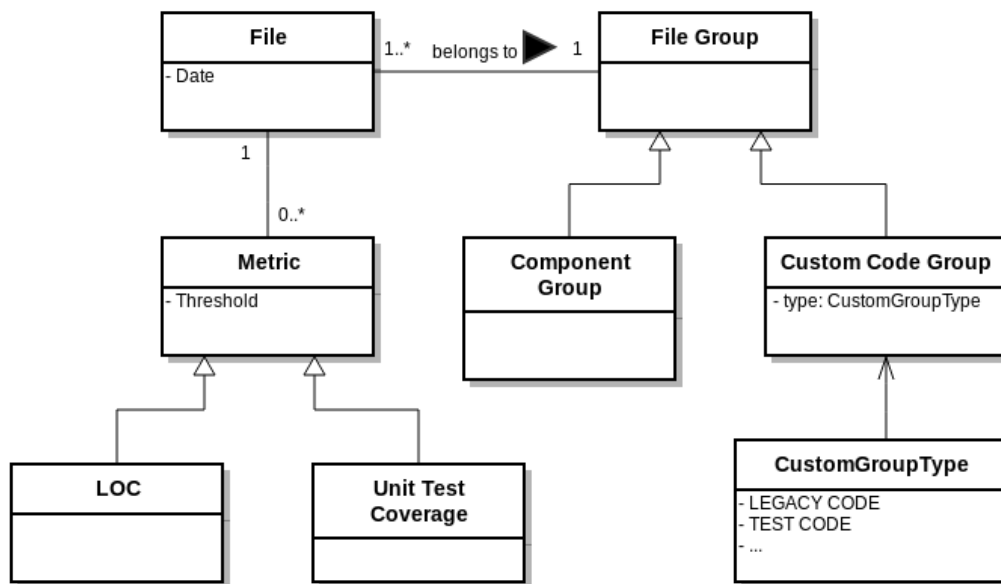 File
- Date
1..*
belongs to
1
File Group
1
0..*
Metric
- Threshold
Component
Group
Custom Code Group
- type: CustomGroupType
LOC
Unit Test
Coverage
CustomGroupType
- LEGACY CODE
- TEST CODE
- ...